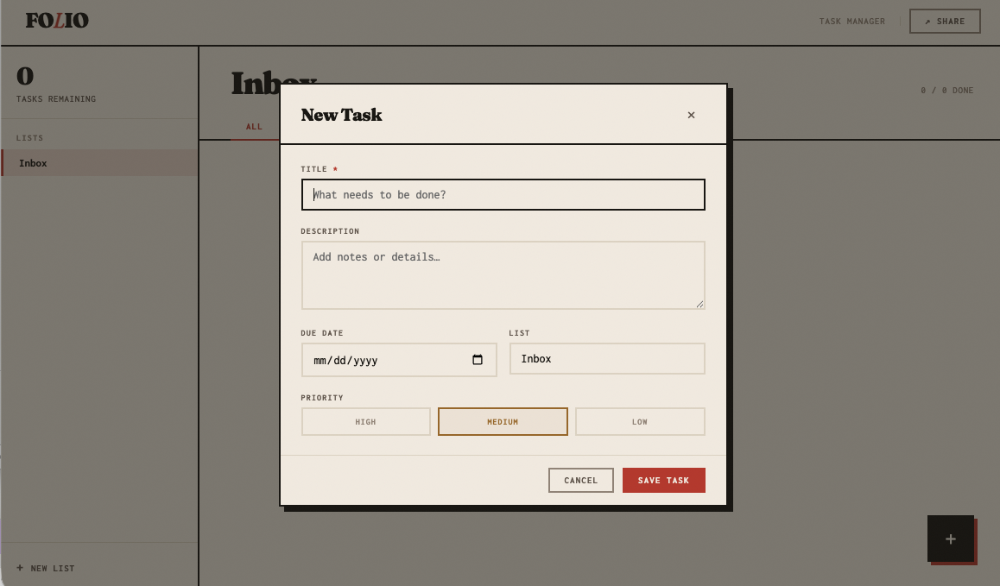 FOLIO
TASK MANAGER
↗ SHARE
0
TASKS REMAINING
LISTS
Inbox
+ NEW LIST
Inbox
0 / 0 DONE
ALL
New Task
×
TITLE *
What needs to be done?
DESCRIPTION
Add notes or details…
DUE DATE
mm/dd/yyyy
LIST
Inbox
PRIORITY
HIGH
MEDIUM
LOW
CANCEL
SAVE TASK
+